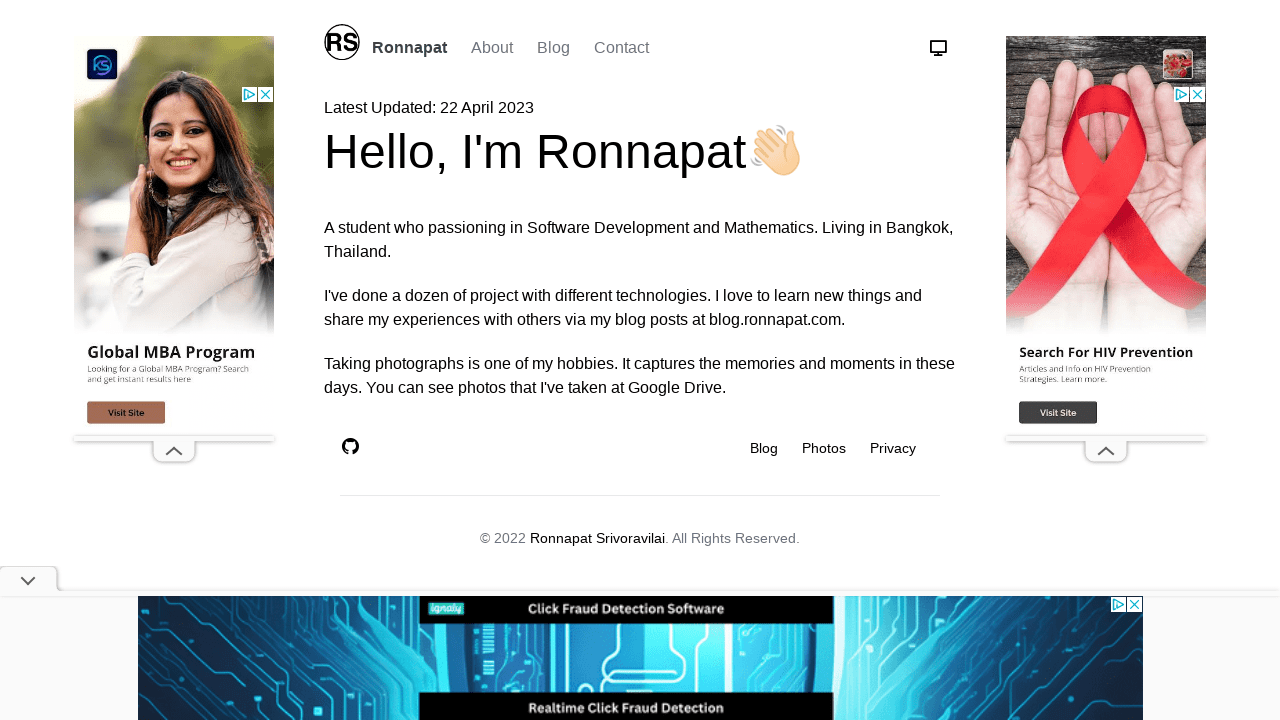 RS
Ronnapat About Blog Contact
Latest Updated: 22 April 2023
Hello, I'm Ronnapat👋🏻
A student who passioning in Software Development and Mathematics. Living in Bangkok,
Thailand.
I've done a dozen of project with different technologies. I love to learn new things and
share my experiences with others via my blog posts at blog.ronnapat.com.
Taking photographs is one of my hobbies. It captures the memories and moments in these
days. You can see photos that I've taken at Google Drive.
Blog Photos Privacy
© 2022 Ronnapat Srivoravilai. All Rights Reserved.
KS
Global MBA Program
Looking for a Global MBA Program? Search
and get instant results here
Visit Site
Search For HIV Prevention
Articles and Info on HIV Prevention
Strategies. Learn more.
Visit Site
ignaly
Click Fraud Detection Software
Realtime Click Fraud Detection